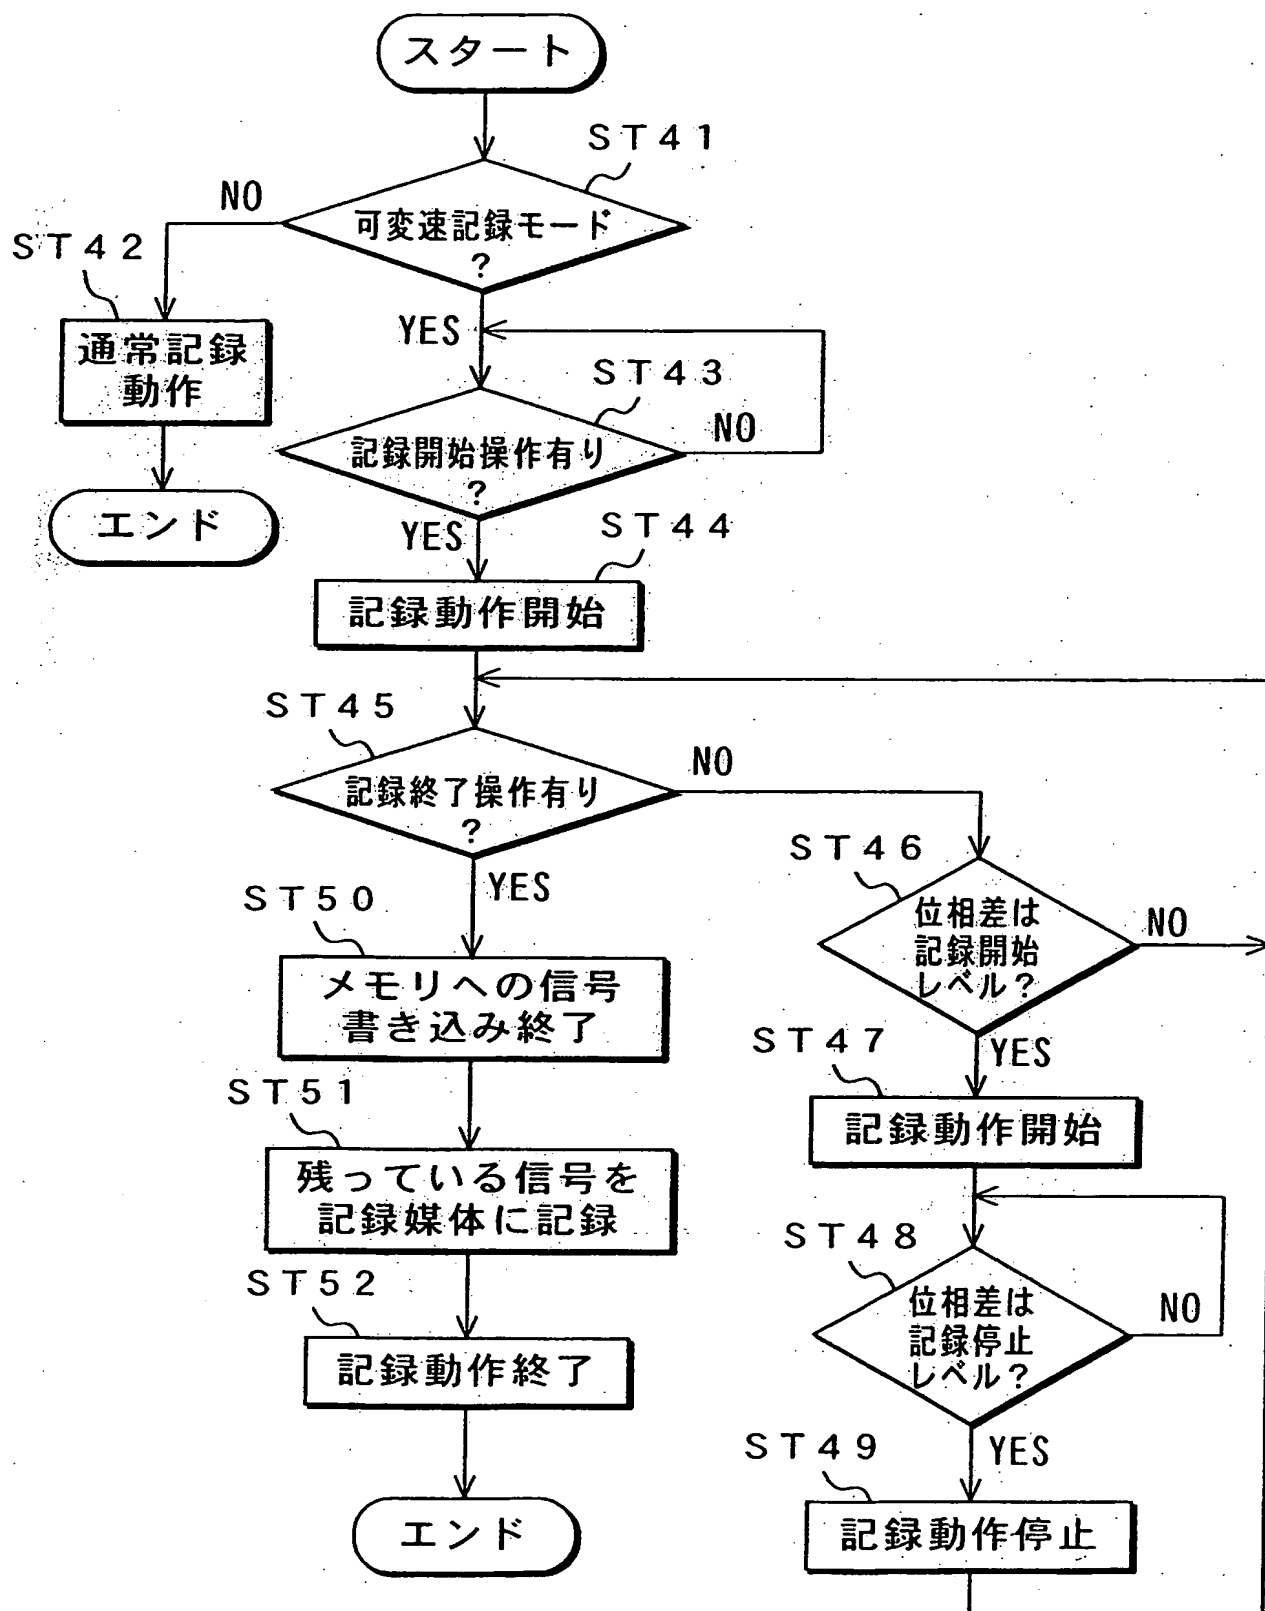 スタート
ST41
NO
可変速記録モード
?
ST42
YES
通常記録
動作
ST43
NO
記録開始操作有り
?
エンド
YES
ST44
記録動作開始
ST45
NO
記録終了操作有り
?
ST46
YES
位相差は
記録開始
レベル?
NO
ST50
メモリへの信号
書き込み終了
ST47
YES
記録動作開始
ST51
残っている信号を
記録媒体に記録
ST48
位相差は
記録停止
レベル?
NO
ST52
記録動作終了
ST49
YES
記録動作停止
エンド